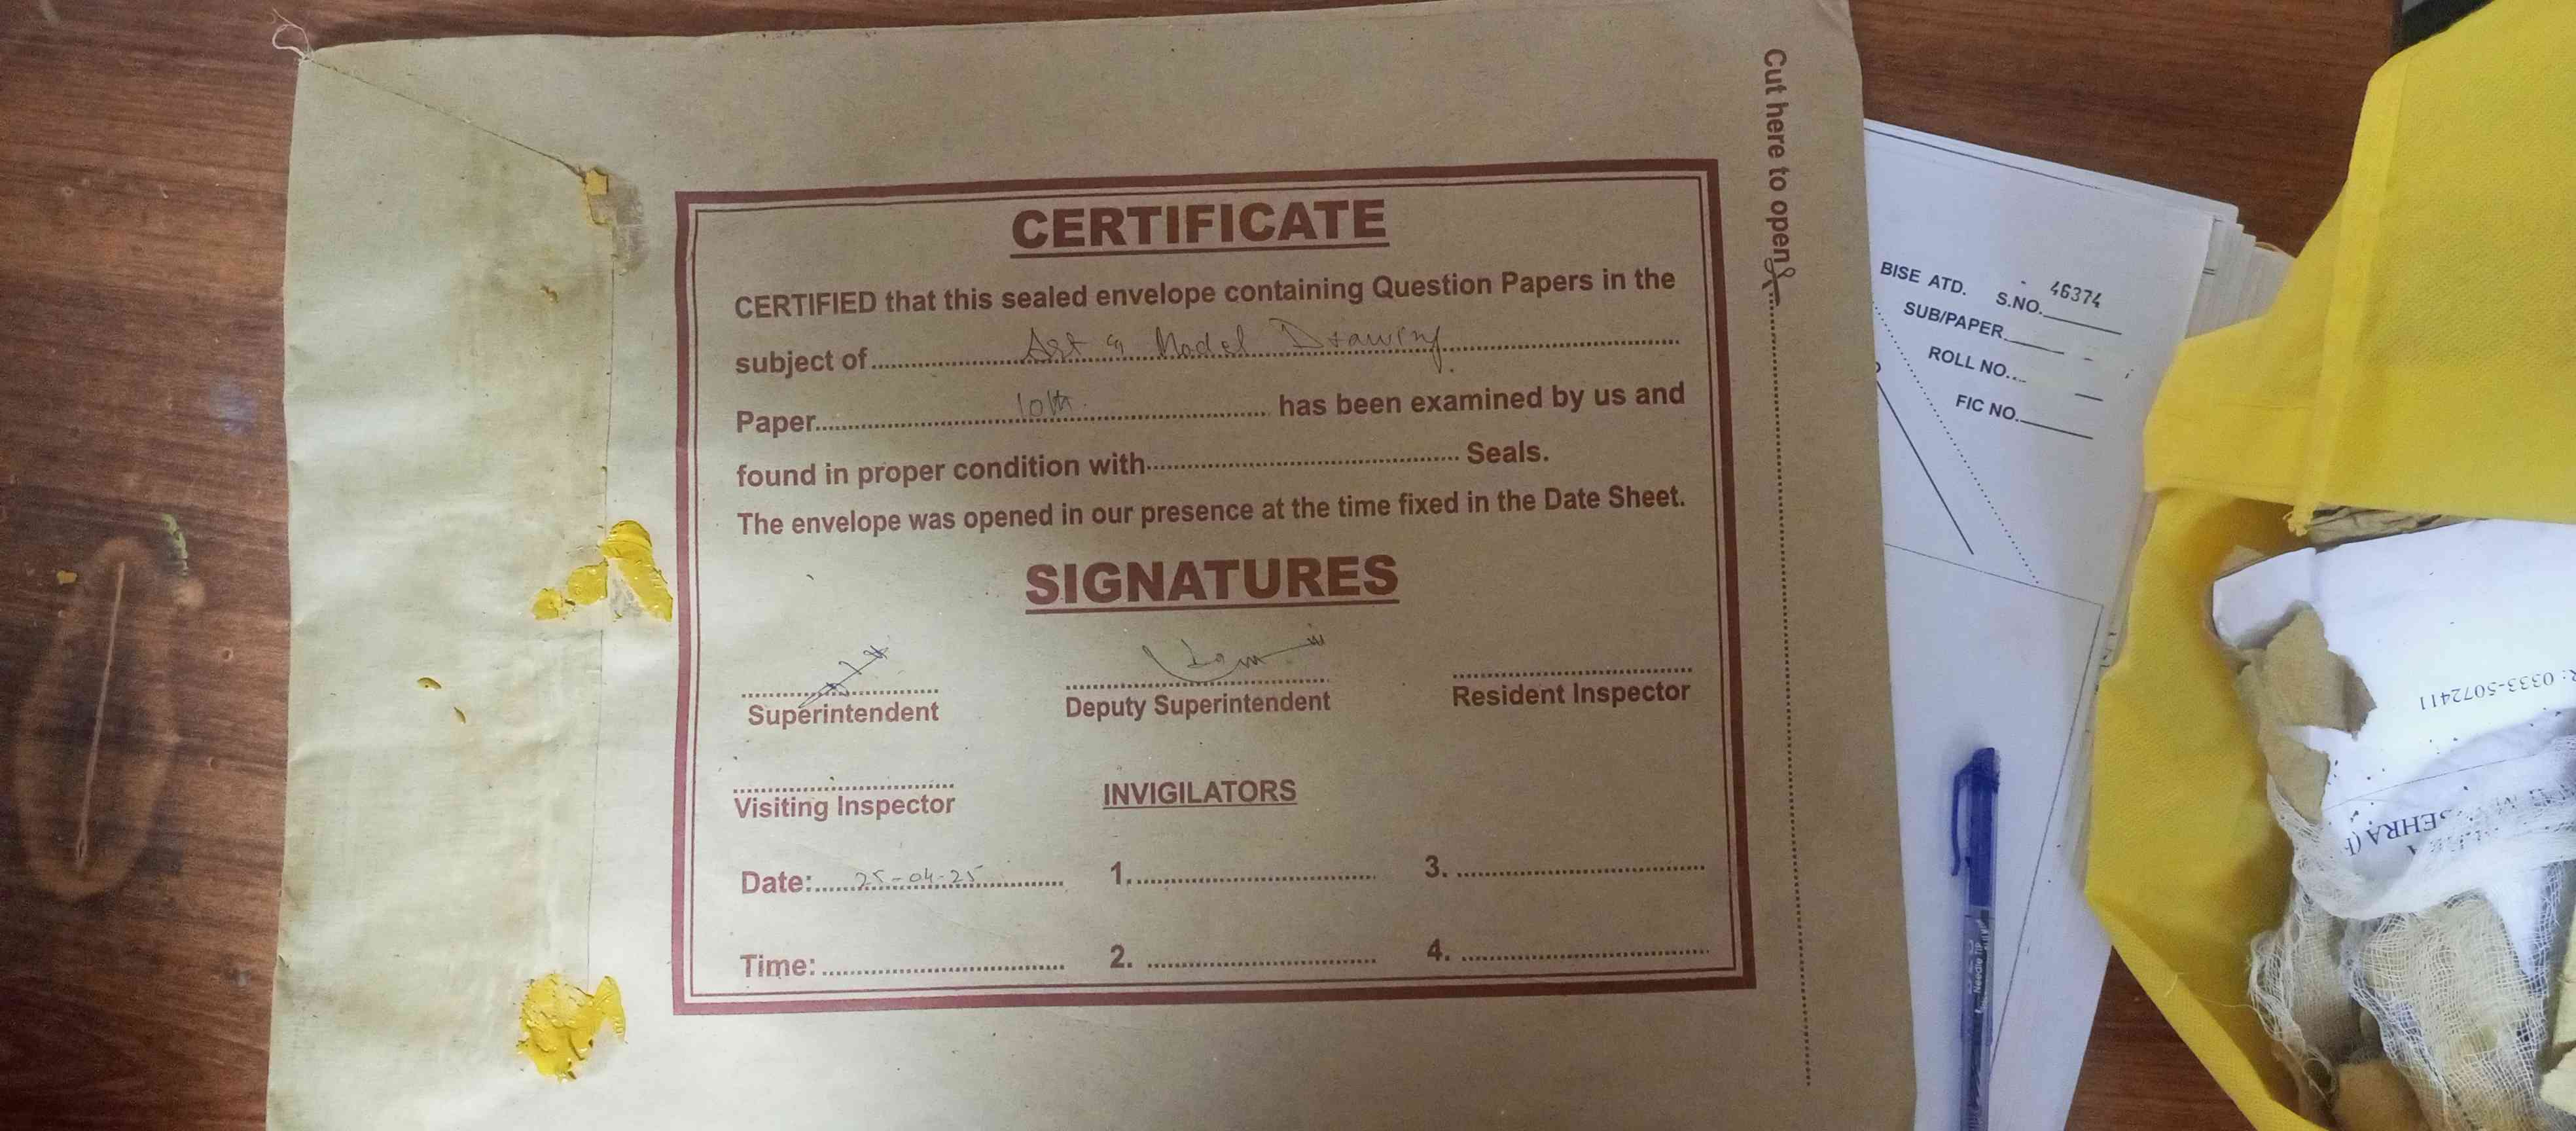 CERTIFICATE
CERTIFIED that this sealed envelope containing Question Papers in the
subject of Art & Model Drawing
Paper 10th has been examined by us and
found in proper condition with Seals.
The envelope was opened in our presence at the time fixed in the Date Sheet.
SIGNATURES
Superintendent Deputy Superintendent Resident Inspector
Visiting Inspector INVIGILATORS
Date: 25-04-25 1. 3.
Time: 2. 4.
Cut here to open
BISE ATD. S.NO. 46374
SUB/PAPER
ROLL NO.
FIC NO.
: 0333-5072411
SEHRA
Needle TIP